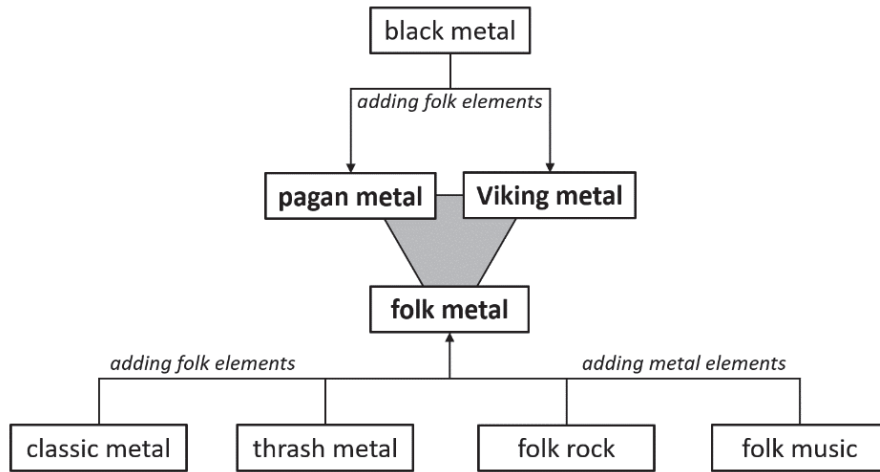 black metal
adding folk elements
pagan metal
Viking metal
folk metal
adding folk elements
adding metal elements
classic metal
thrash metal
folk rock
folk music